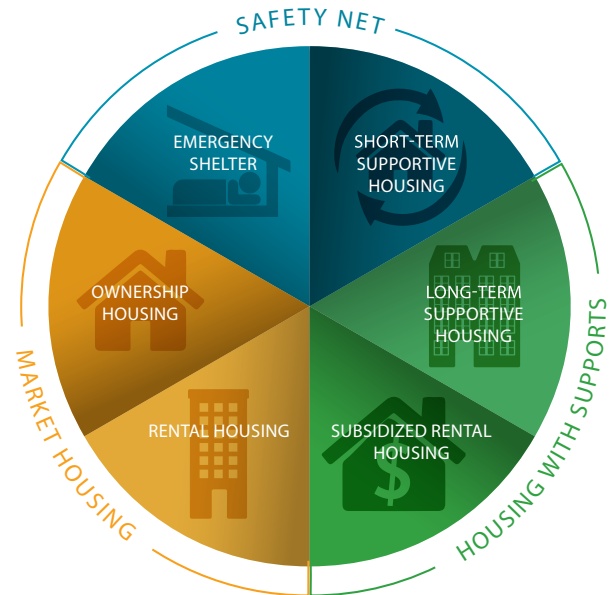 SAFETY NET
EMERGENCY
SHELTER
SHORT-TERM
SUPPORTIVE
HOUSING
OWNERSHIP
HOUSING
LONG-TERM
SUPPORTIVE
HOUSING
RENTAL HOUSING
SUBSIDIZED RENTAL
HOUSING
$
MARKET HOUSING
HOUSING WITH SUPPORTS